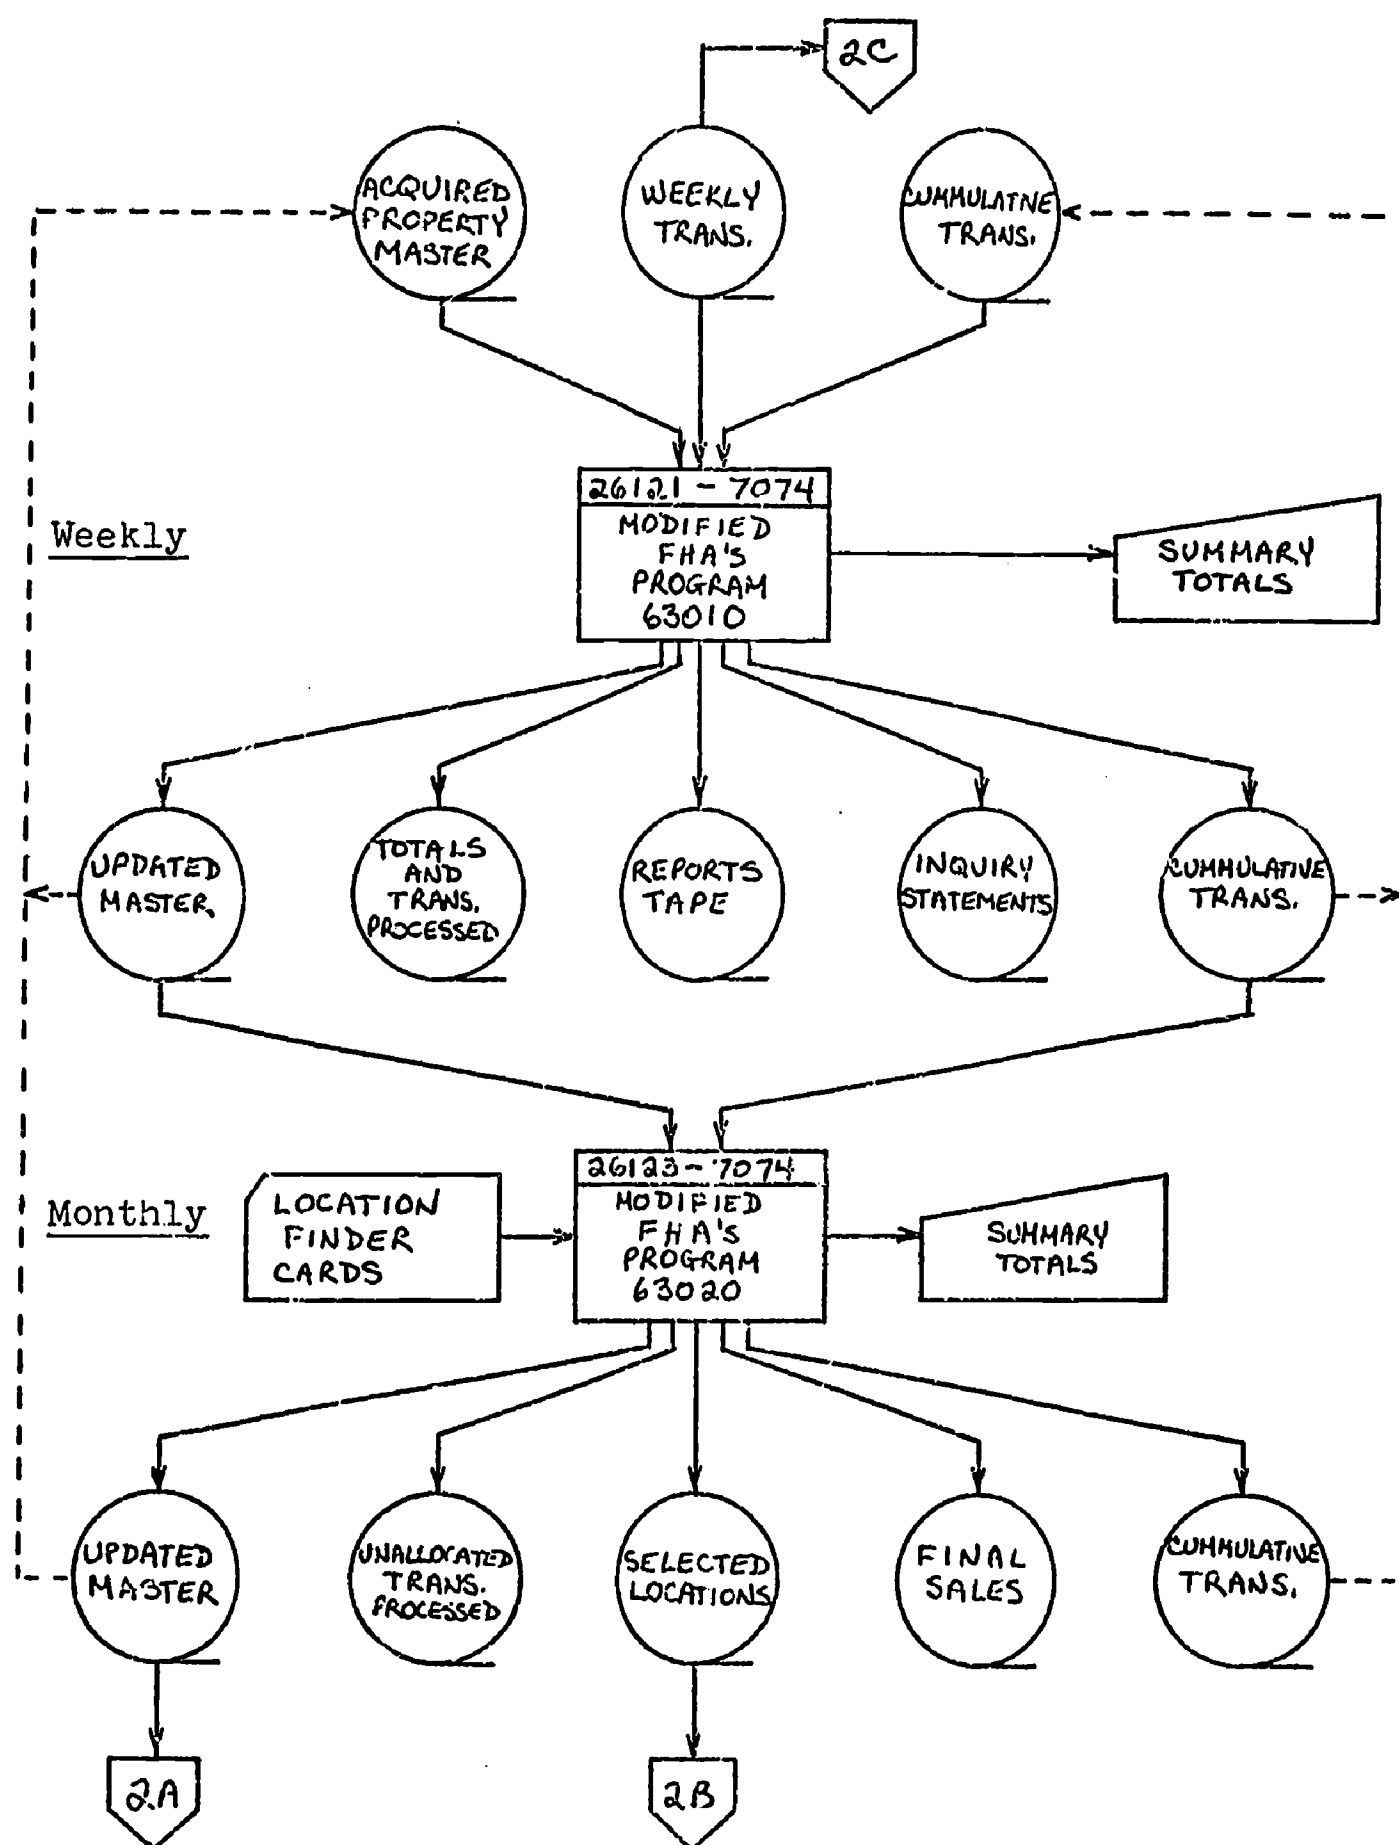 2C
ACQUIRED
PROPERTY
MASTER
WEEKLY
TRANS.
CUMMULATIVE
TRANS.
26121 - 7074
MODIFIED
FHA'S
PROGRAM
63010
Weekly
SUMMARY
TOTALS
UPDATED
MASTER
TOTALS
AND
TRANS.
PROCESSED
REPORTS
TAPE
INQUIRY
STATEMENTS
CUMMULATIVE
TRANS.
Monthly
LOCATION
FINDER
CARDS
26123 - 7074
MODIFIED
FHA'S
PROGRAM
63020
SUMMARY
TOTALS
UPDATED
MASTER
UNALLOCATED
TRANS.
PROCESSED
SELECTED
LOCATIONS
FINAL
SALES
CUMMULATIVE
TRANS.
2A
2B